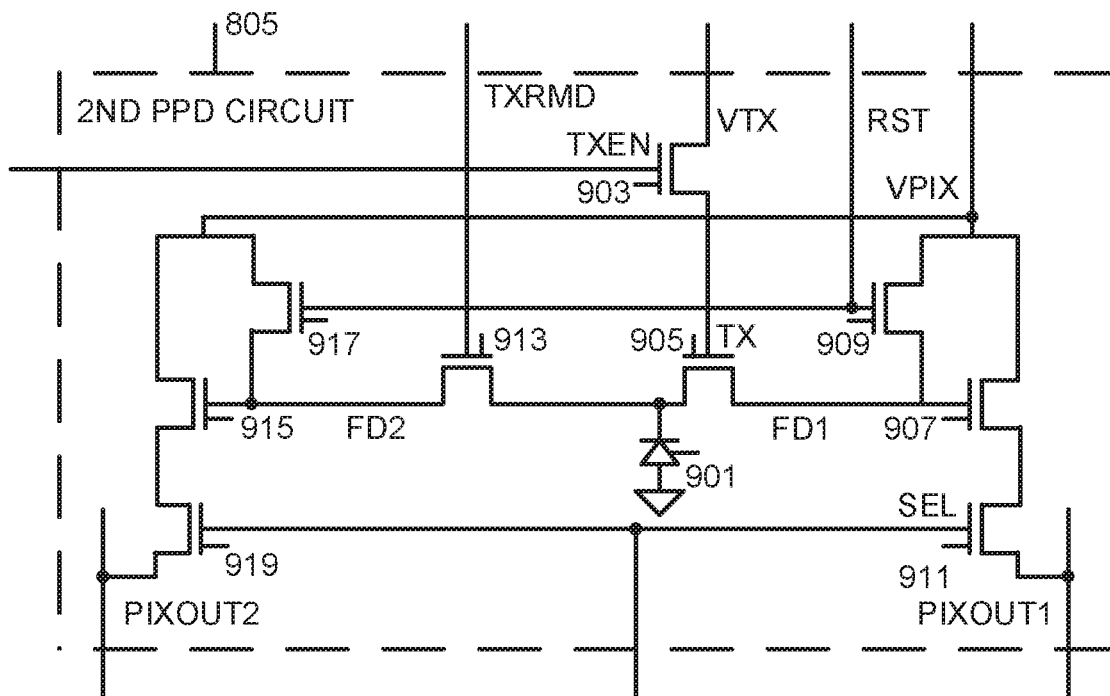 805
TXRMD
2ND PPD CIRCUIT
VTX
RST
TXEN
903
VPIX
917
913
905
TX
909
915
FD2
FD1
907
901
SEL
919
911
PIXOUT2
PIXOUT1